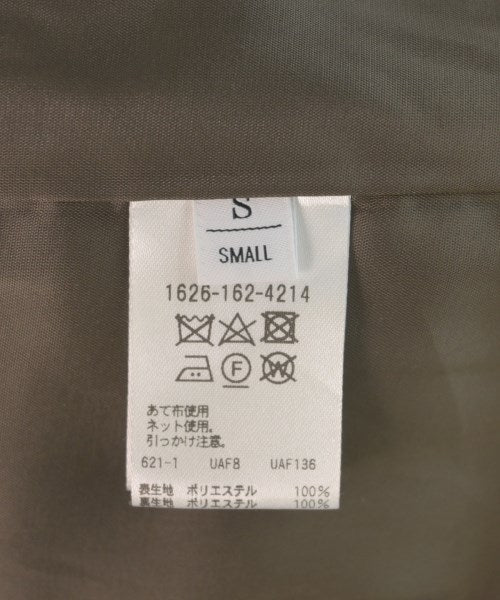 S
SMALL
1626-162-4214
F
W
あて布使用
ネット使用。
引っかけ注意。
621-1 UAF8 UAF136
表生地 ポリエステル 100%
裏生地 ポリエステル 100%